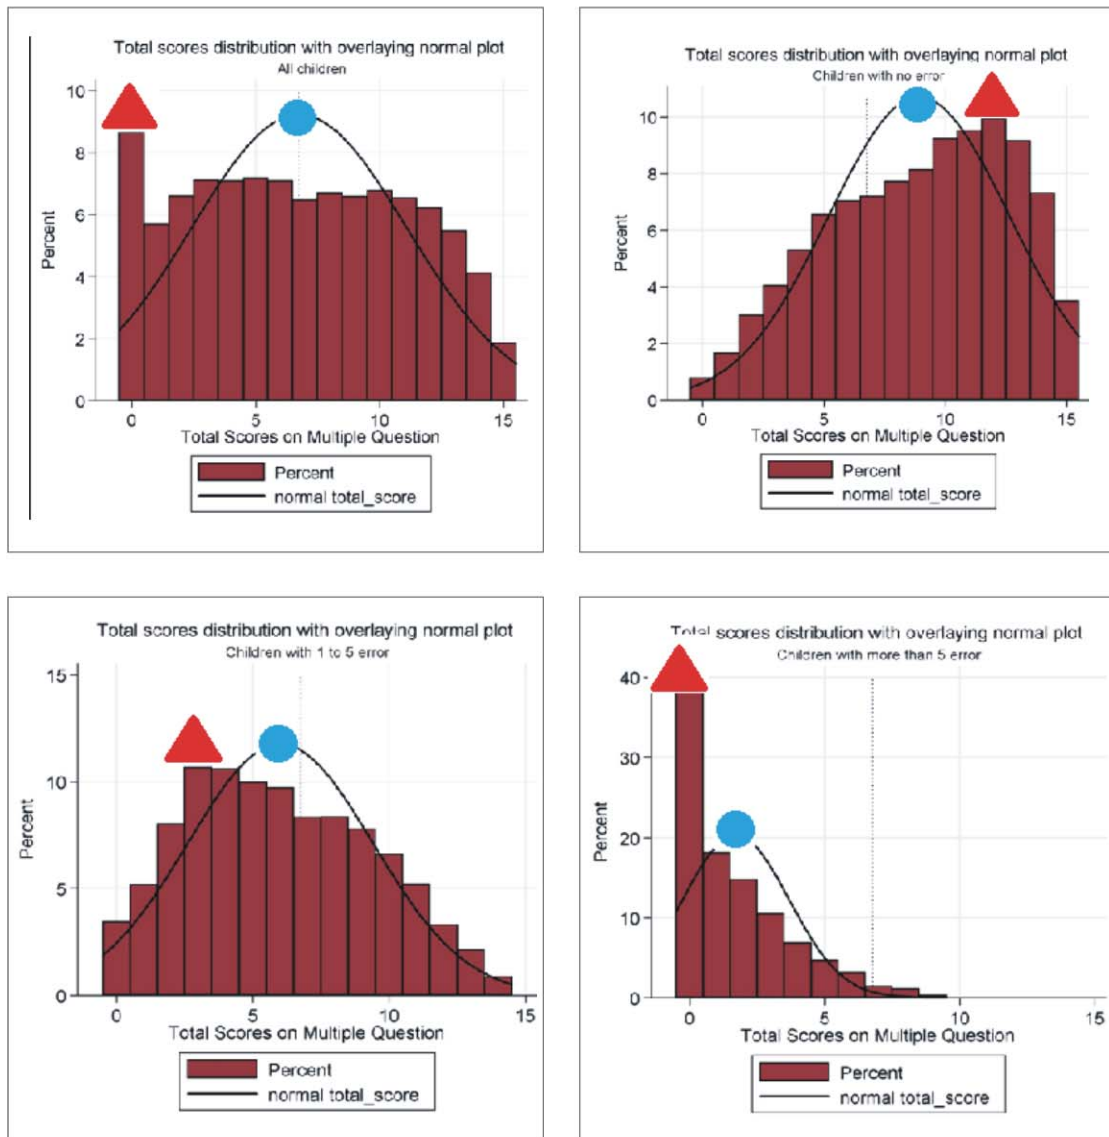 Total scores distribution with overlaying normal plot
All children
10
8
6
4
2
0
Percent
0 5 10 15
Total Scores on Multiple Question
Percent
normal total_score
Total scores distribution with overlaying normal plot
Children with no error
10
8
6
4
2
0
Percent
0 5 10 15
Total Scores on Multiple Question
Percent
normal total_score
Total scores distribution with overlaying normal plot
Children with 1 to 5 error
15
10
5
0
Percent
0 5 10 15
Total Scores on Multiple Question
Percent
normal total_score
Total scores distribution with overlaying normal plot
Children with more than 5 error
40
30
20
10
0
Percent
0 5 10 15
Total Scores on Multiple Question
Percent
normal total_score